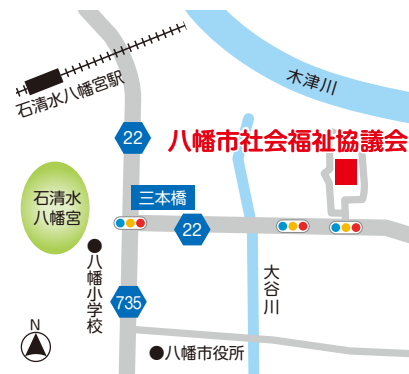 石清水八幡宮駅
木津川
22
八幡市社会福祉協議会
石清水
八幡宮
三本橋
22
八幡小学校
大谷川
735
八幡市役所
N